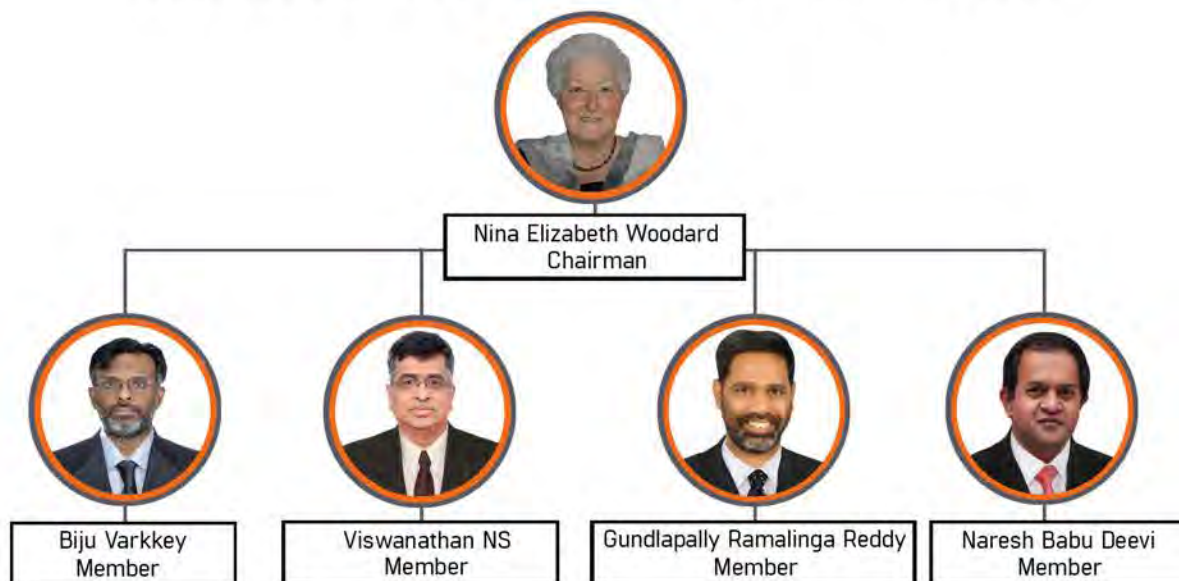 Nina Elizabeth Woodard
Chairman
Biju Varkkey
Member
Viswanathan NS
Member
Gundlapally Ramalinga Reddy
Member
Naresh Babu Deevi
Member